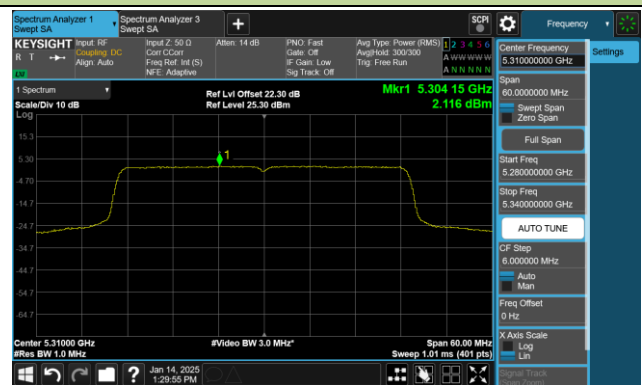 Spectrum Analyzer 1
Swept SA
Spectrum Analyzer 3
Swept SA
+
SCPI
Frequency
KEYSIGHT
R T
LW
Input: RF
Coupling: DC
Align: Auto
Input Z: 50 Ω
Corr CCorr
Freq Ref: Int (S)
NFE: Adaptive
Atten: 14 dB
PNO: Fast
Gate: Off
IF Gain: Low
Sig Track: Off
Avg Type: Power (RMS)
Avg|Hold: 300/300
Trig: Free Run
1 2 3 4 5 6
A W W W W W
A N N N N N
1 Spectrum
Scale/Div 10 dB
Log
Ref Lvl Offset 22.30 dB
Ref Level 25.30 dBm
Mkr1 5.304 15 GHz
2.116 dBm
15.3
5.30
-4.70
-14.7
-24.7
-34.7
-44.7
-54.7
-64.7
1
Center 5.31000 GHz
#Res BW 1.0 MHz
#Video BW 3.0 MHz*
Span 60.00 MHz
Sweep 1.01 ms (401 pts)
Center Frequency
5.310000000 GHz
Settings
Span
60.0000000 MHz
Swept Span
Zero Span
Full Span
Start Freq
5.280000000 GHz
Stop Freq
5.340000000 GHz
AUTO TUNE
CF Step
6.000000 MHz
Auto
Man
Freq Offset
0 Hz
X Axis Scale
Log
Lin
Signal Track
(Span Zoom)
?
Jan 14, 2025
1:29:55 PM